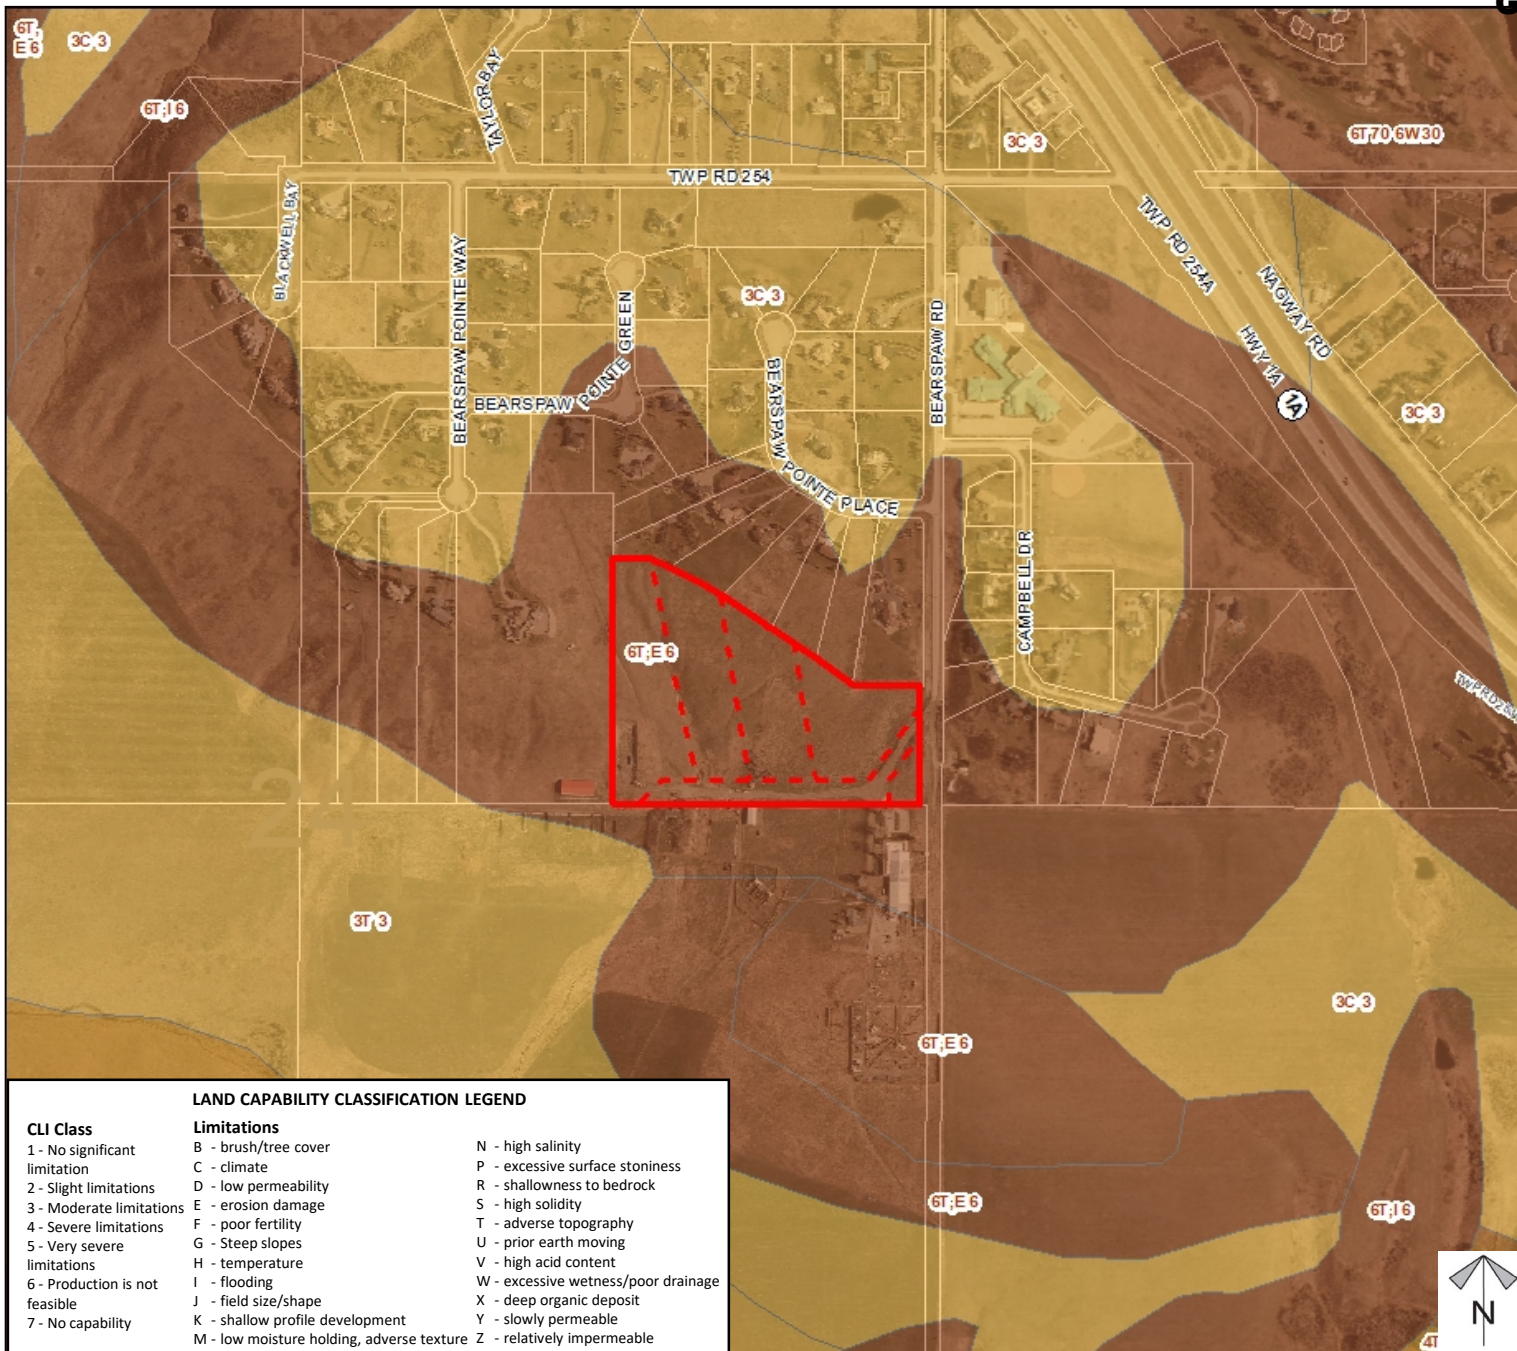 6T,
E 6
3C 3
6T;I 6
TAYLOR BAY
3C 3
6T,70 6W30
TWP RD 254
BLACKWELL BAY
TWP RD 254A
BEARSPAW POINTE WAY
NAGWAY RD
3C 3
GREEN
BEARSPAW RD
HWY 1A
1A
POINTE
BEARSPAW
BEARSPAW
3C 3
POINTE PLACE
CAMPBELL DR
6T;E 6
24
3T 3
3C 3
6T;E 6
6T;E 6
6T;I 6
4T
LAND CAPABILITY CLASSIFICATION LEGEND
CLI Class
1 - No significant
limitation
2 - Slight limitations
3 - Moderate limitations
4 - Severe limitations
5 - Very severe
limitations
6 - Production is not
feasible
7 - No capability
Limitations
B - brush/tree cover
C - climate
D - low permeability
E - erosion damage
F - poor fertility
G - Steep slopes
H - temperature
I - flooding
J - field size/shape
K - shallow profile development
M - low moisture holding, adverse texture
N - high salinity
P - excessive surface stoniness
R - shallowness to bedrock
S - high solidity
T - adverse topography
U - prior earth moving
V - high acid content
W - excessive wetness/poor drainage
X - deep organic deposit
Y - slowly permeable
Z - relatively impermeable
N